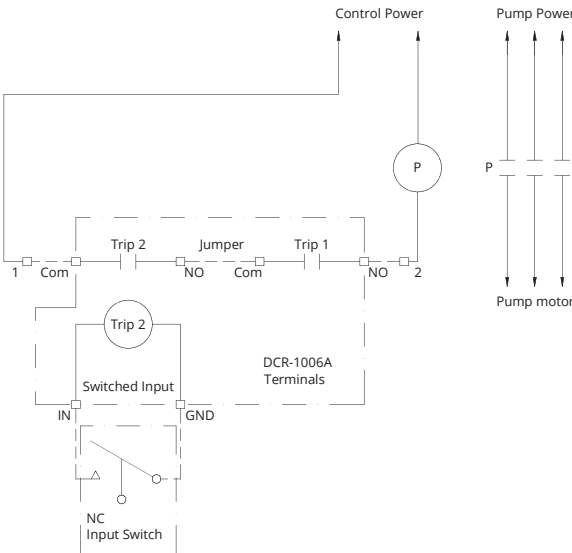 Control Power
Pump Power
P
P
Trip 2
Jumper
Trip 1
1
Com
NO
Com
NO
2
Pump motor
Trip 2
DCR-1006A
Terminals
Switched Input
IN
GND
NC
Input Switch